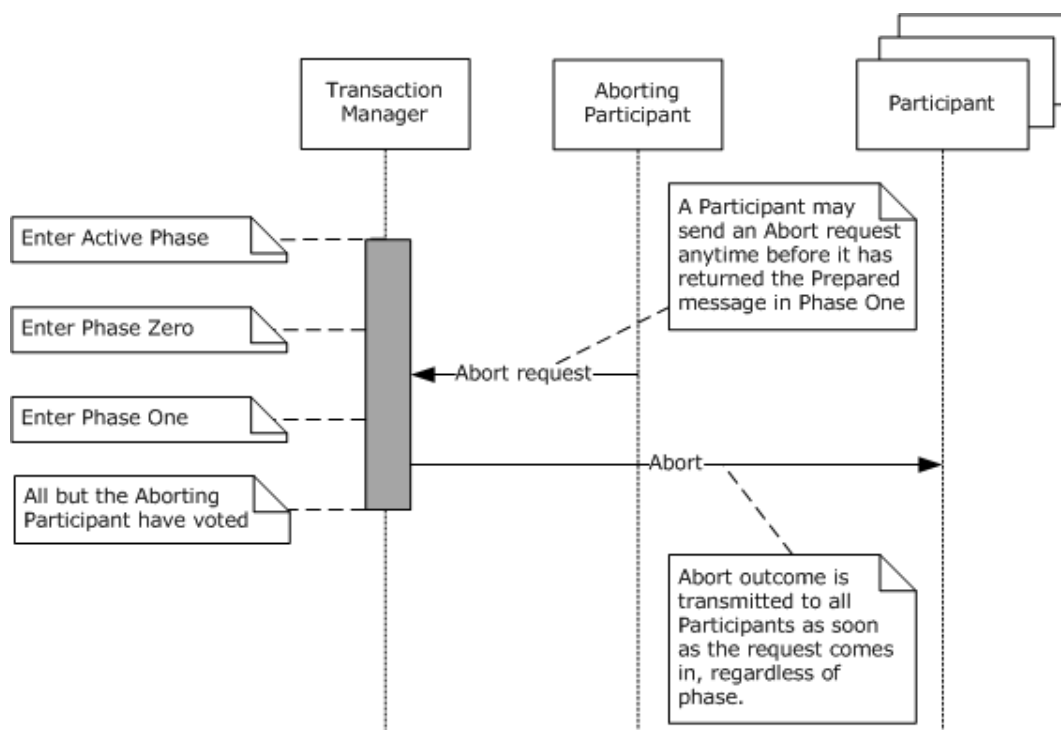 Transaction
Manager
Aborting
Participant
Participant
A Participant may
send an Abort request
anytime before it has
returned the Prepared
message in Phase One
Enter Active Phase
Enter Phase Zero
Abort request
Enter Phase One
Abort
All but the Aborting
Participant have voted
Abort outcome is
transmitted to all
Participants as soon
as the request comes
in, regardless of
phase.